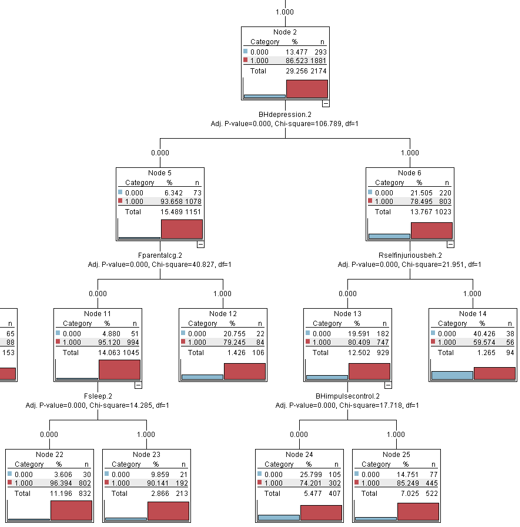 1.000
Node 2
Category % n
0.000 13.477 293
1.000 86.523 1881
Total 29.256 2174
BHdepression.2
Adj. P-value=0.000, Chi-square=106.789, df=1
0.000 1.000
Node 5 Node 6
Category % n Category % n
0.000 6.342 73 0.000 21.505 220
1.000 93.658 1078 1.000 78.495 803
Total 15.489 1151 Total 13.767 1023
Fparentalcg.2 Rselfinjuriousbeh.2
Adj. P-value=0.000, Chi-square=40.827, df=1 Adj. P-value=0.000, Chi-square=21.951, df=1
0.000 1.000 0.000 1.000
Node 11 Node 12 Node 13 Node 14
n Category % n Category % n Category % n Category % n
65 0.000 4.880 51 0.000 20.755 22 0.000 19.591 182 0.000 40.426 38
88 1.000 95.120 994 1.000 79.245 84 1.000 80.409 747 1.000 59.574 56
153 Total 14.063 1045 Total 1.426 106 Total 12.502 929 Total 1.265 94
Fsleep.2 BHimpulsecontrol.2
Adj. P-value=0.000, Chi-square=14.285, df=1 Adj. P-value=0.000, Chi-square=17.718, df=1
0.000 1.000 0.000 1.000
Node 22 Node 23 Node 24 Node 25
Category % n Category % n Category % n Category % n
0.000 3.606 30 0.000 9.859 21 0.000 25.799 105 0.000 14.751 77
1.000 96.394 802 1.000 90.141 192 1.000 74.201 302 1.000 85.249 445
Total 11.196 832 Total 2.866 213 Total 5.477 407 Total 7.025 522